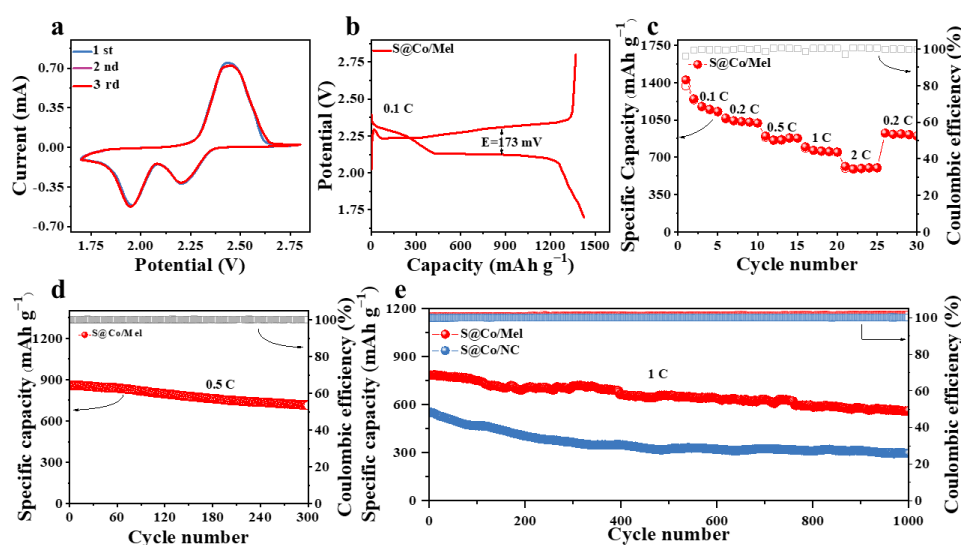 a
1 st
2 nd
3 rd
Current (mA)
0.70
0.35
0.00
-0.35
-0.70
1.75
2.00
2.25
2.50
2.75
Potential (V)
b
S@Co/Mel
0.1 C
E=173 mV
Potential (V)
2.75
2.50
2.25
2.00
1.75
0
300
600
900
1200
1500
Capacity (mAh g⁻¹)
c
S@Co/Mel
0.1 C
0.2 C
0.5 C
1 C
2 C
0.2 C
Specific Capacity (mAh g⁻¹)
1750
1400
1050
700
350
0
0
5
10
15
20
25
30
Cycle number
100
80
60
40
20
0
Coulombic efficiency (%)
d
S@Co/Mel
0.5 C
Specific capacity (mAh g⁻¹)
1200
900
600
300
0
0
60
120
180
240
300
Cycle number
100
80
60
40
20
0
Coulombic efficiency (%)
e
S@Co/Mel
S@Co/NC
1 C
Specific capacity (mAh g⁻¹)
1200
900
600
300
0
0
200
400
600
800
1000
Cycle number
100
80
60
40
20
0
Coulombic efficiency (%)